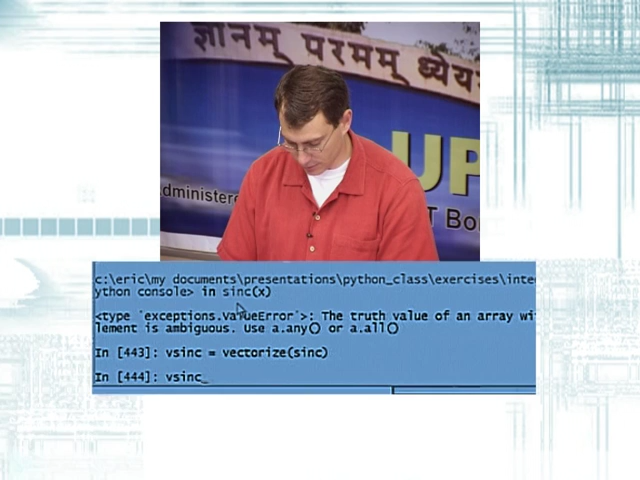 ज्ञानम् परमम् ध्येय
UP
dministere
T Bo
c:\eric\my documents\presentations\python_class\exercises\inte
ython console> in sinc(x)
<type 'exceptions.ValueError'>: The truth value of an array wi
lement is ambiguous. Use a.any() or a.all()
In [443]: vsinc = vectorize(sinc)
In [444]: vsinc_